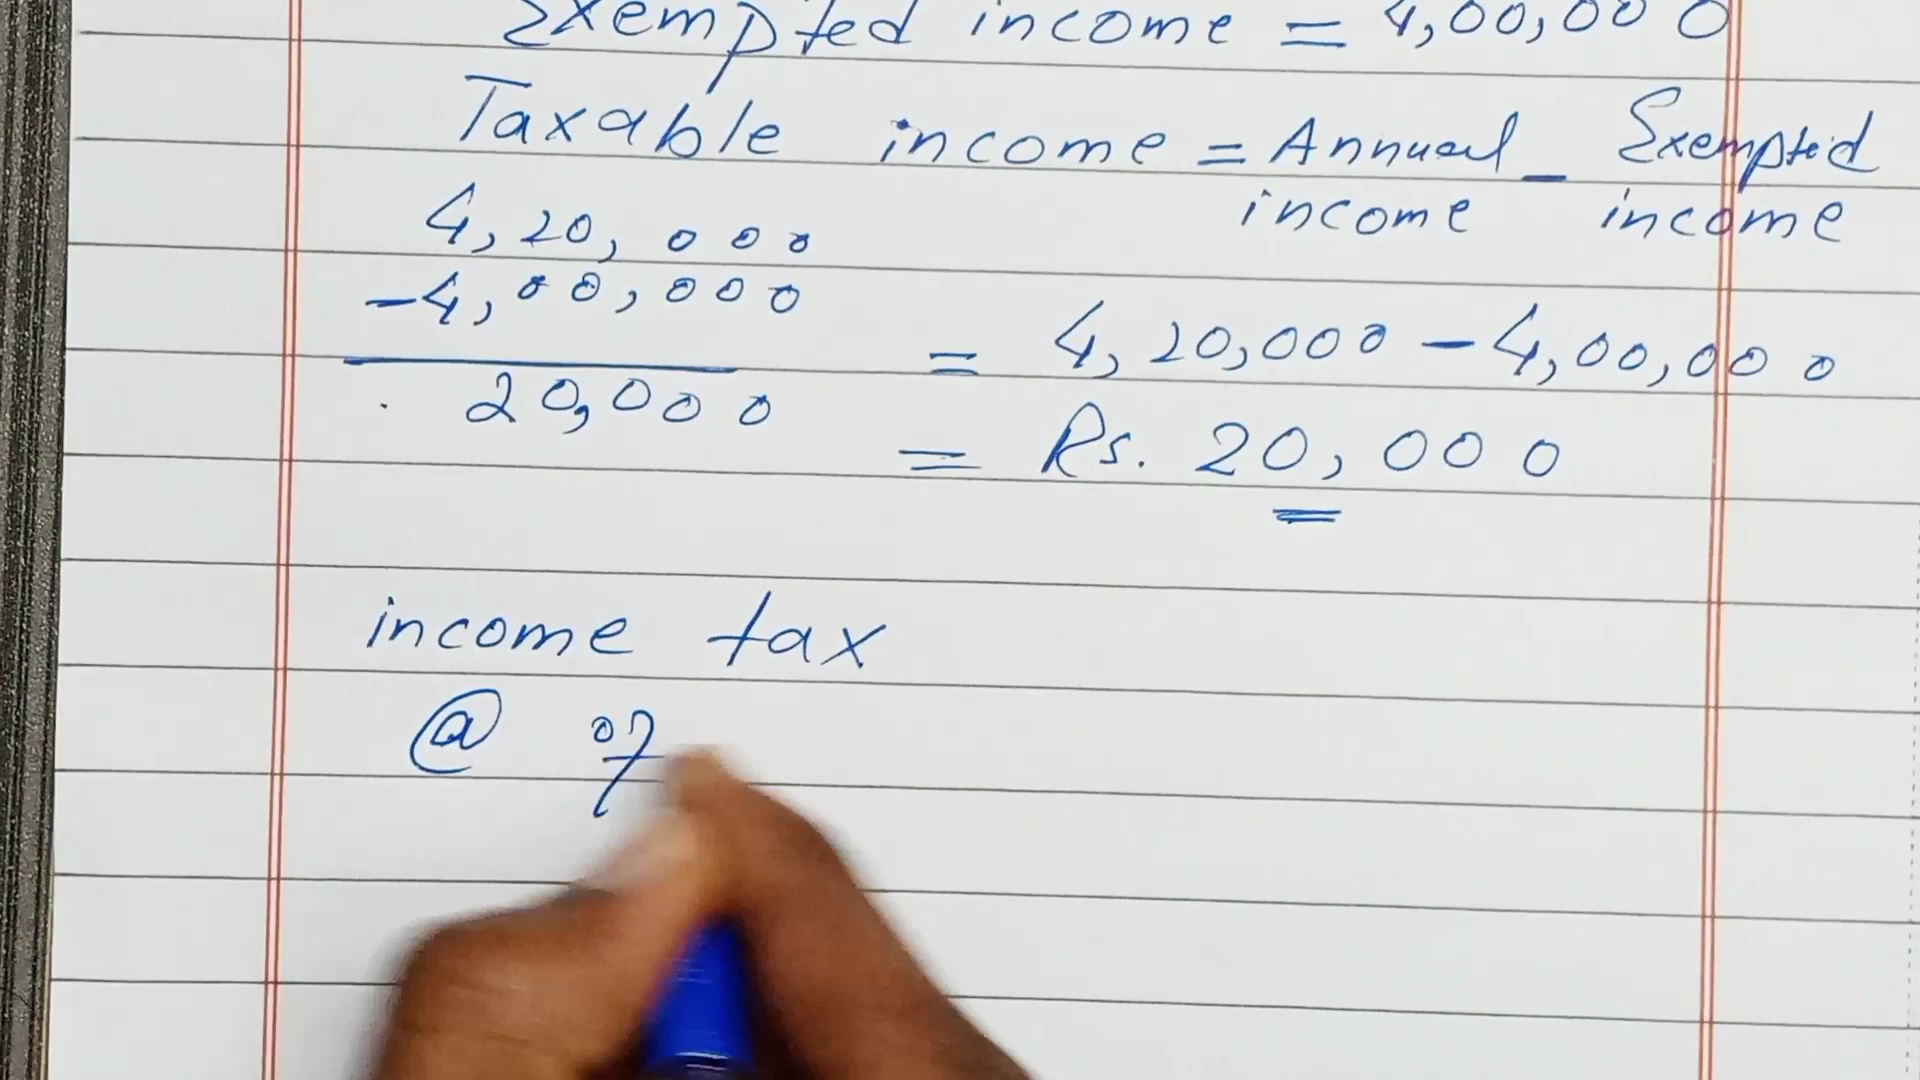 Exempted income = 4,00,000
Taxable income = Annual income - Exempted income
4,20,000
-4,00,000
20,000
= 4,20,000 - 4,00,000
= Rs. 20,000
income tax
@ 07